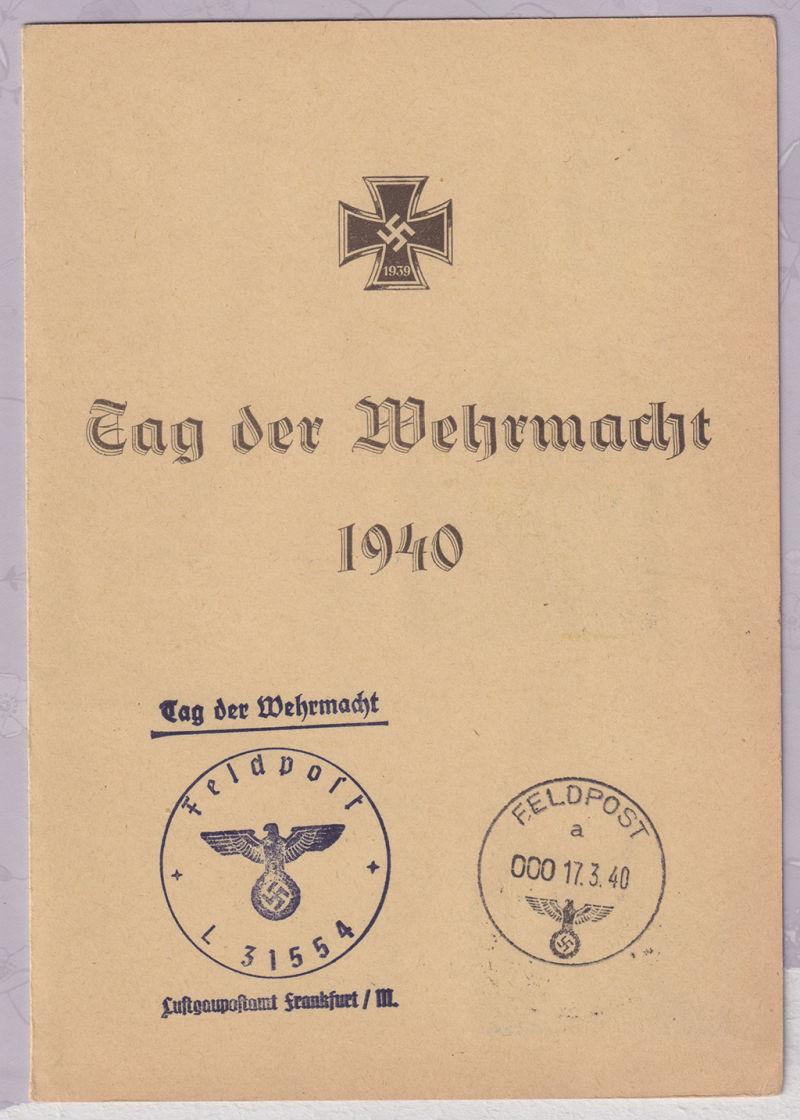 1939
Tag der Wehrmacht
1940
Tag der Wehrmacht
Feldpost
L 31554
Luftgaupostamt Frankfurt / M.
FELDPOST
a
000 17.3.40